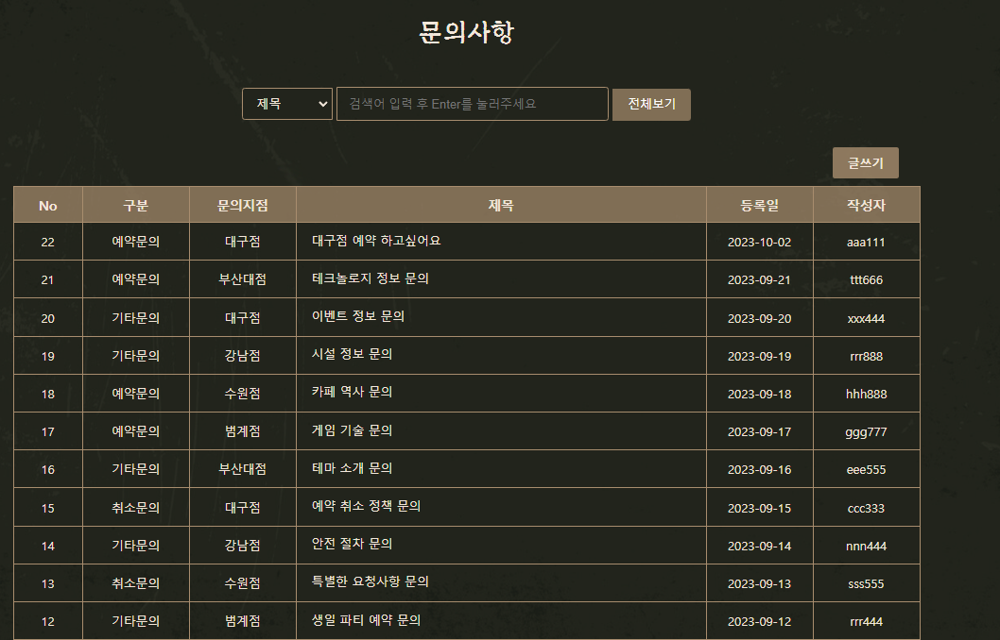 문의사항
제목 검색어 입력 후 Enter를 눌러주세요 전체보기
글쓰기
No 구분 문의지점 제목 등록일 작성자
22 예약문의 대구점 대구점 예약 하고싶어요 2023-10-02 aaa111
21 예약문의 부산대점 테크놀로지 정보 문의 2023-09-21 ttt666
20 기타문의 대구점 이벤트 정보 문의 2023-09-20 xxx444
19 기타문의 강남점 시설 정보 문의 2023-09-19 rrr888
18 예약문의 수원점 카페 역사 문의 2023-09-18 hhh888
17 예약문의 범계점 게임 기술 문의 2023-09-17 ggg777
16 기타문의 부산대점 테마 소개 문의 2023-09-16 eee555
15 취소문의 대구점 예약 취소 정책 문의 2023-09-15 ccc333
14 기타문의 강남점 안전 절차 문의 2023-09-14 nnn444
13 취소문의 수원점 특별한 요청사항 문의 2023-09-13 sss555
12 기타문의 범계점 생일 파티 예약 문의 2023-09-12 rrr444